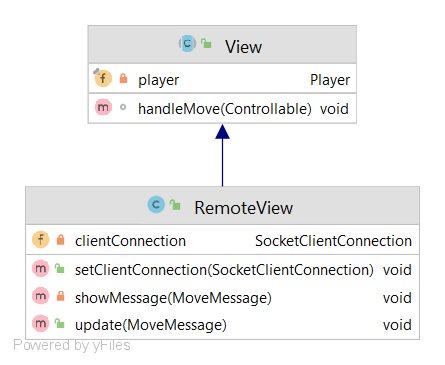 View
player Player
handleMove(Controllable) void
RemoteView
clientConnection SocketClientConnection
setClientConnection(SocketClientConnection) void
showMessage(MoveMessage) void
update(MoveMessage) void
Powered by yFiles